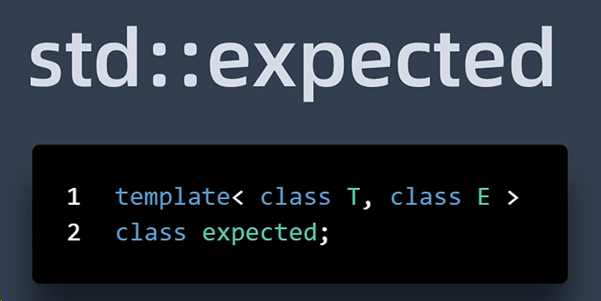 std::expected
1 template< class T, class E >
2 class expected;